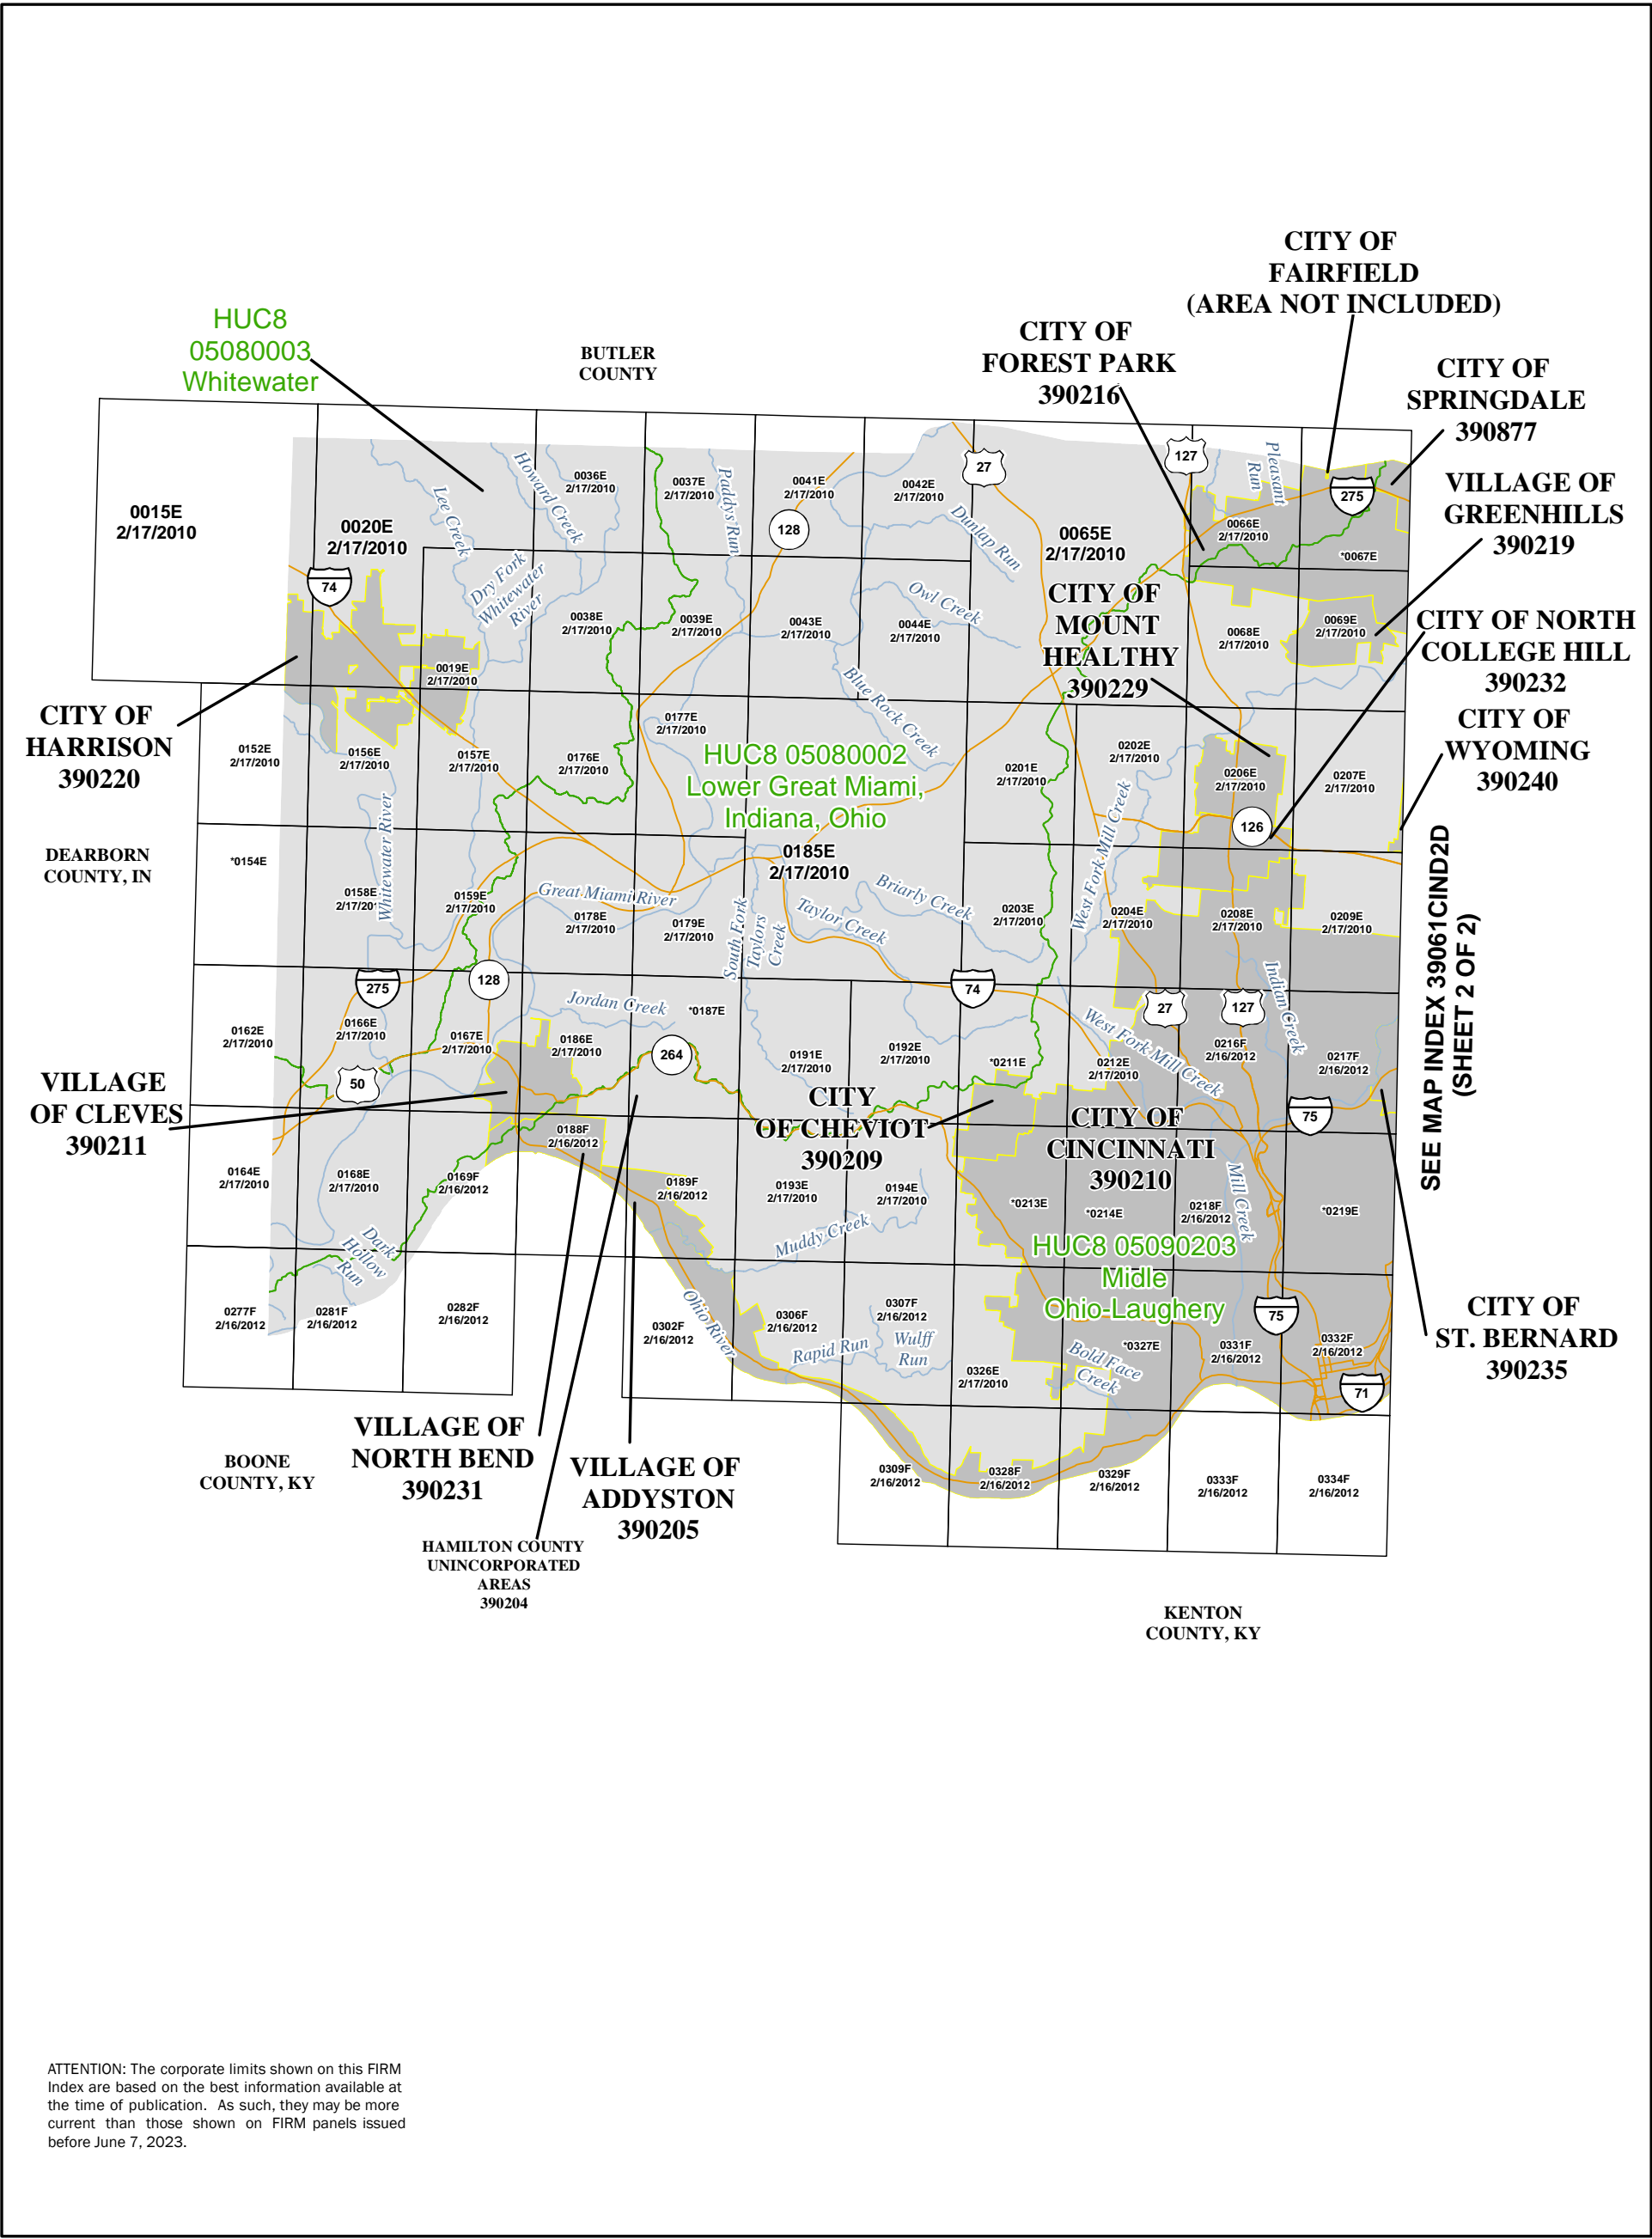 CITY OF
FAIRFIELD
(AREA NOT INCLUDED)
HUC8
05080003
Whitewater
BUTLER
COUNTY
CITY OF
FOREST PARK
390216
CITY OF
SPRINGDALE
390877
VILLAGE OF
GREENHILLS
390219
CITY OF NORTH
COLLEGE HILL
390232
CITY OF
WYOMING
390240
CITY OF
MOUNT
HEALTHY
390229
CITY OF
HARRISON
390220
DEARBORN
COUNTY, IN
0015E
2/17/2010
0020E
2/17/2010
Lee Creek
Howard Creek
0036E
2/17/2010
0037E
2/17/2010
Paddys Run
0041E
2/17/2010
128
0042E
2/17/2010
27
Dunlap Run
0065E
2/17/2010
127
Pleasant
Run
275
0066E
2/17/2010
*0067E
74
Dry Fork
Whitewater
River
0038E
2/17/2010
0039E
2/17/2010
0043E
2/17/2010
0044E
2/17/2010
Owl Creek
0068E
2/17/2010
0069E
2/17/2010
0019E
2/17/2010
Blue Rock Creek
0152E
2/17/2010
0156E
2/17/2010
0157E
2/17/2010
0176E
2/17/2010
0177E
2/17/2010
HUC8 05080002
Lower Great Miami,
Indiana, Ohio
0201E
2/17/2010
0202E
2/17/2010
0206E
2/17/2010
0207E
2/17/2010
126
West Fork Mill Creek
Whitewater River
*0154E
0158E
2/17/201
0159E
2/17/2010
Great Miami River
0178E
2/17/2010
0179E
2/17/2010
South Fork
Taylors
Creek
0185E
2/17/2010
Taylor Creek
Briarly Creek
0203E
2/17/2010
0204E
2/17/2010
0208E
2/17/2010
0209E
2/17/2010
SEE MAP INDEX 39061CIND2D
(SHEET 2 OF 2)
275
128
Jordan Creek
*0187E
74
27
127
Indian Creek
0162E
2/17/2010
0166E
2/17/2010
0167E
2/17/2010
0186E
2/17/2010
264
0191E
2/17/2010
0192E
2/17/2010
*0211E
0212E
2/17/2010
West Fork Mill Creek
0216F
2/16/2012
0217F
2/16/2012
50
75
VILLAGE
OF CLEVES
390211
CITY
OF CHEVIOT
390209
CITY OF
CINCINNATI
390210
0164E
2/17/2010
0168E
2/17/2010
0169F
2/16/2012
0188F
2/16/2012
0189F
2/16/2012
0193E
2/17/2010
0194E
2/17/2010
*0213E
*0214E
0218F
2/16/2012
Mill Creek
*0219E
Dark
Hollow
Run
Muddy Creek
HUC8 05090203
Midle
Ohio-Laughery
0277F
2/16/2012
0281F
2/16/2012
0282F
2/16/2012
0302F
2/16/2012
Ohio River
0306F
2/16/2012
0307F
2/16/2012
Rapid Run
Wulff
Run
0326E
2/17/2010
*0327E
Bold Face
Creek
75
0331F
2/16/2012
0332F
2/16/2012
71
CITY OF
ST. BERNARD
390235
0309F
2/16/2012
0328F
2/16/2012
0329F
2/16/2012
0333F
2/16/2012
0334F
2/16/2012
BOONE
COUNTY, KY
VILLAGE OF
NORTH BEND
390231
VILLAGE OF
ADDYSTON
390205
HAMILTON COUNTY
UNINCORPORATED
AREAS
390204
KENTON
COUNTY, KY
ATTENTION: The corporate limits shown on this FIRM
Index are based on the best information available at
the time of publication. As such, they may be more
current than those shown on FIRM panels issued
before June 7, 2023.